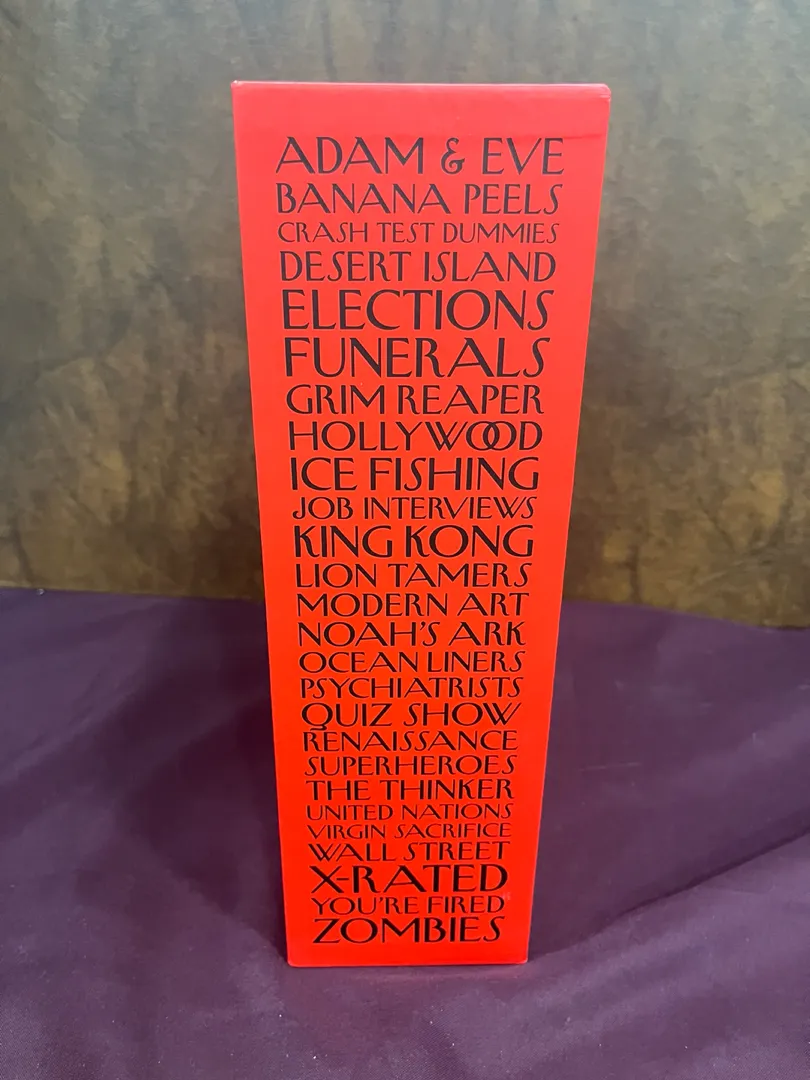 ADAM & EVE
BANANA PEELS
CRASH TEST DUMMIES
DESERT ISLAND
ELECTIONS
FUNERALS
GRIM REAPER
HOLLYWOOD
ICE FISHING
JOB INTERVIEWS
KING KONG
LION TAMERS
MODERN ART
NOAH'S ARK
OCEAN LINERS
PSYCHIATRISTS
QUIZ SHOW
RENAISSANCE
SUPERHEROES
THE THINKER
UNITED NATIONS
VIRGIN SACRIFICE
WALL STREET
X-RATED
YOU'RE FIRED
ZOMBIES